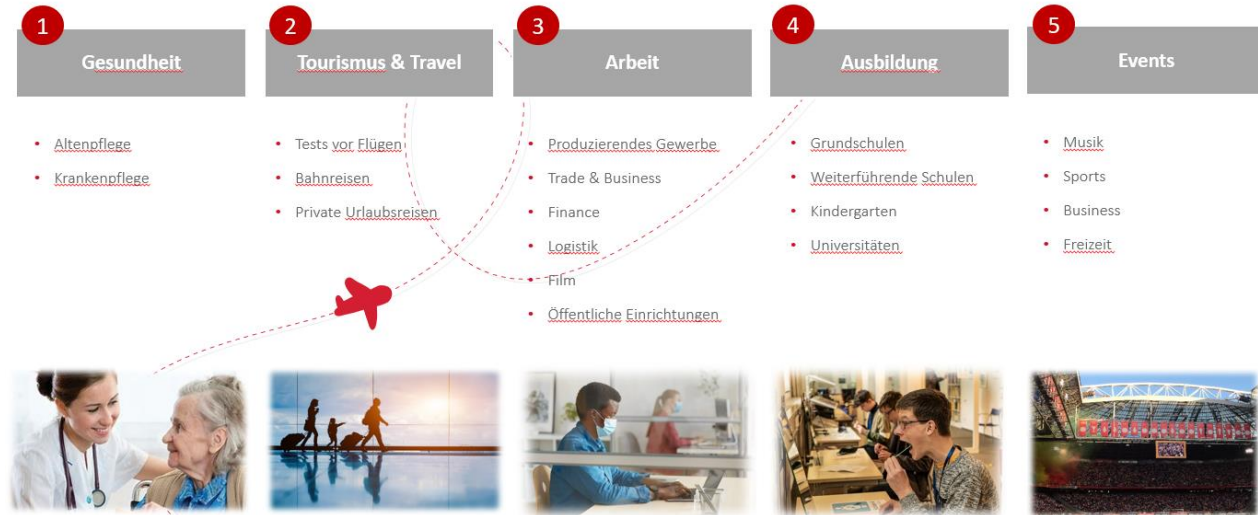 1
Gesundheit
Altenpflege
Krankenpflege
2
Tourismus & Travel
Tests vor Flügen
Bahnreisen
Private Urlaubsreisen
3
Arbeit
Produzierendes Gewerbe
Trade & Business
Finance
Logistik
Film
Öffentliche Einrichtungen
4
Ausbildung
Grundschulen
Weiterführende Schulen
Kindergarten
Universitäten
5
Events
Musik
Sports
Business
Freizeit